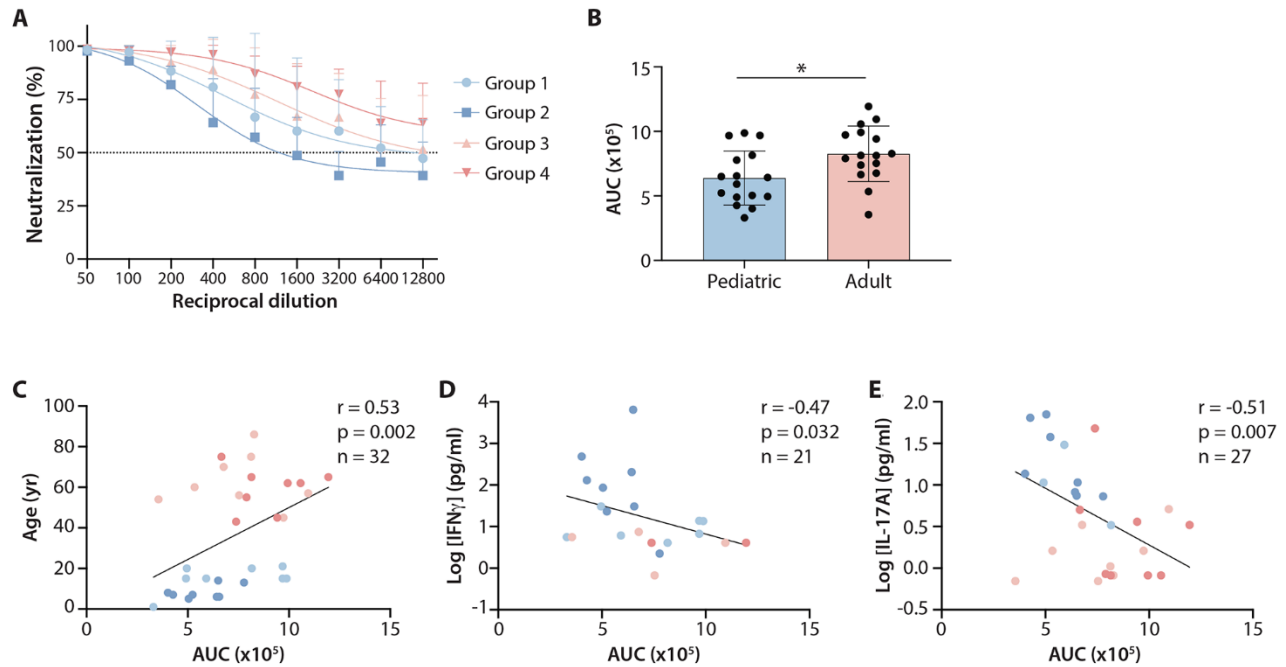 A
Neutralization (%)
100
75
50
25
0
50 100 200 400 800 1600 3200 6400 12800
Reciprocal dilution
Group 1
Group 2
Group 3
Group 4
B
*
AUC (x10⁵)
15
10
5
0
Pediatric Adult
C
r = 0.53
p = 0.002
n = 32
Age (yr)
100
80
60
40
20
0
0 5 10 15
AUC (x10⁵)
D
r = -0.47
p = 0.032
n = 21
Log [IFNγ] (pg/ml)
4
3
2
1
0
-1
0 5 10 15
AUC (x10⁵)
E
r = -0.51
p = 0.007
n = 27
Log [IL-17A] (pg/ml)
2.0
1.5
1.0
0.5
0.0
-0.5
0 5 10 15
AUC (x10⁵)